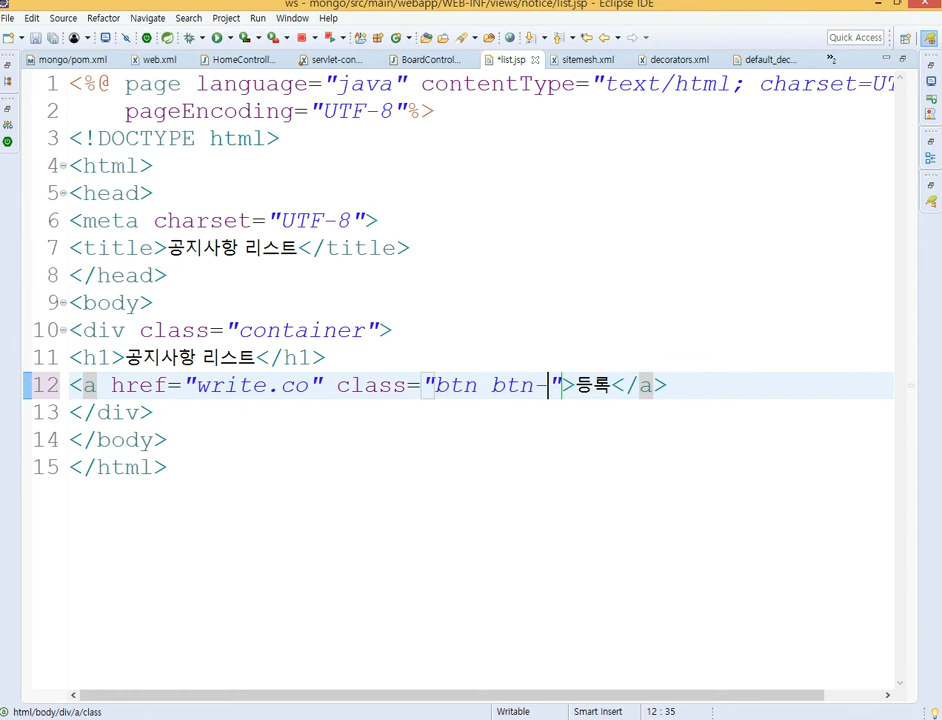 ws - mongo/src/main/webapp/WEB-INF/views/notice/list.jsp - Eclipse IDE
Edit Source Refactor Navigate Search Project Run Window Help
Quick Access
mongo/pom.xml web.xml HomeControll... servlet-con... BoardControl... *list.jsp sitemesh.xml decorators.xml default_dec... »2
1 <%@ page language="java" contentType="text/html; charset=UT
2 pageEncoding="UTF-8"%>
3 <!DOCTYPE html>
4 <html>
5 <head>
6 <meta charset="UTF-8">
7 <title>공지사항 리스트</title>
8 </head>
9 <body>
10 <div class="container">
11 <h1>공지사항 리스트</h1>
12 <a href="write.co" class="btn btn-">등록</a>
13 </div>
14 </body>
15 </html>
html/body/div/a/class Writable Smart Insert 12 : 35